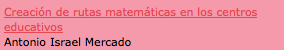 Creación de rutas matemáticas en los centros
educativos
Antonio Israel Mercado